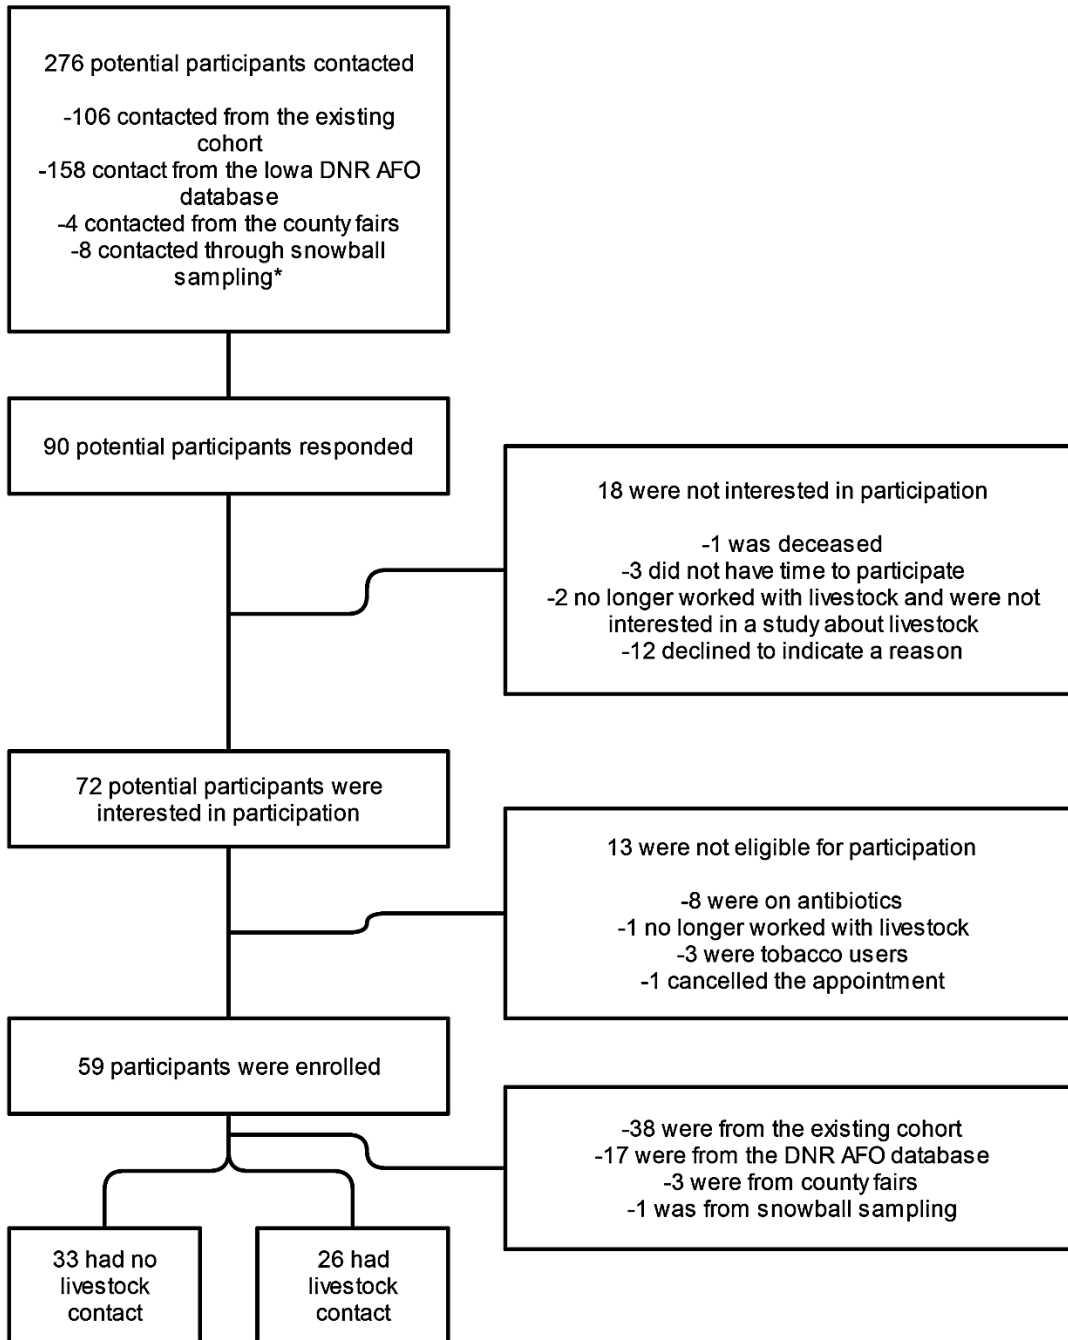 276 potential participants contacted
-106 contacted from the existing
cohort
-158 contact from the Iowa DNR AFO
database
-4 contacted from the county fairs
-8 contacted through snowball
sampling*
90 potential participants responded
18 were not interested in participation
-1 was deceased
-3 did not have time to participate
-2 no longer worked with livestock and were not
interested in a study about livestock
-12 declined to indicate a reason
72 potential participants were
interested in participation
13 were not eligible for participation
-8 were on antibiotics
-1 no longer worked with livestock
-3 were tobacco users
-1 cancelled the appointment
59 participants were enrolled
-38 were from the existing cohort
-17 were from the DNR AFO database
-3 were from county fairs
-1 was from snowball sampling
33 had no
livestock
contact
26 had
livestock
contact